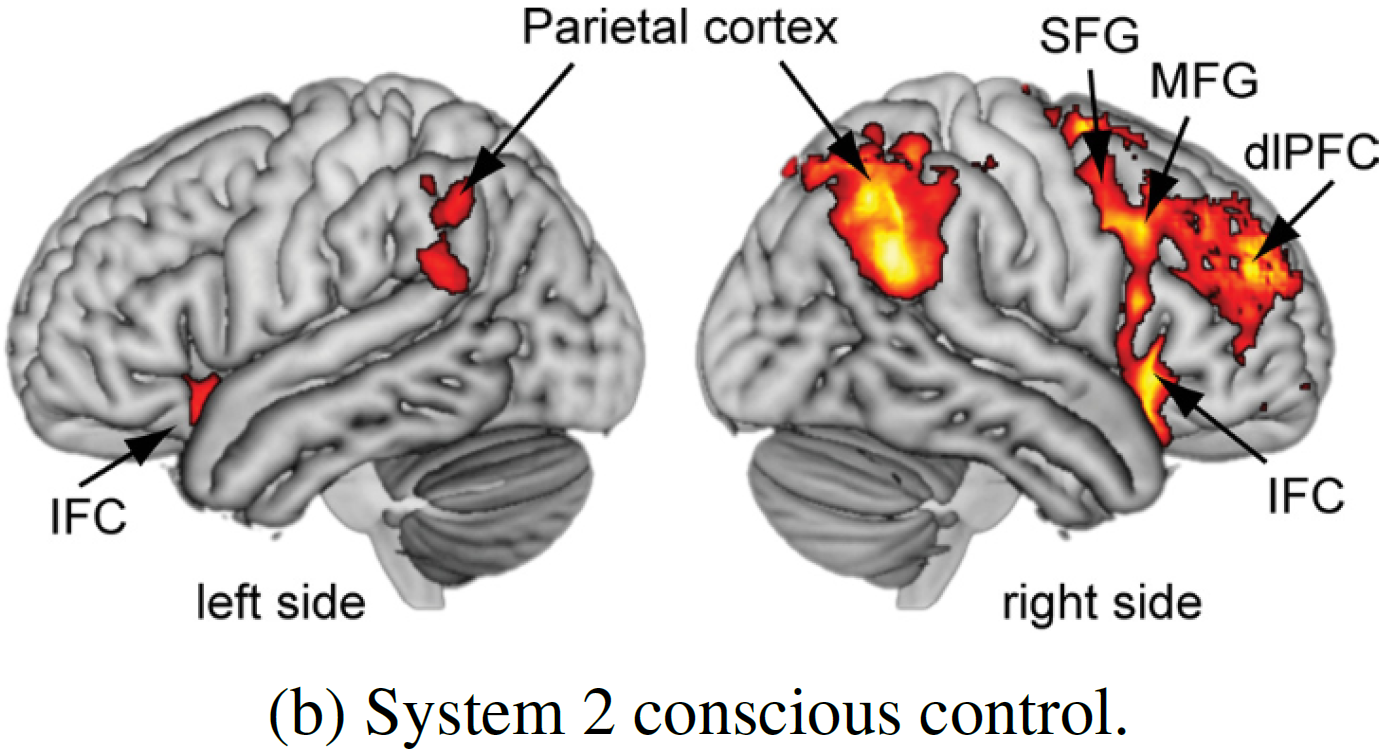 Parietal cortex
SFG
MFG
dlPFC
IFC
IFC
left side
right side
(b) System 2 conscious control.